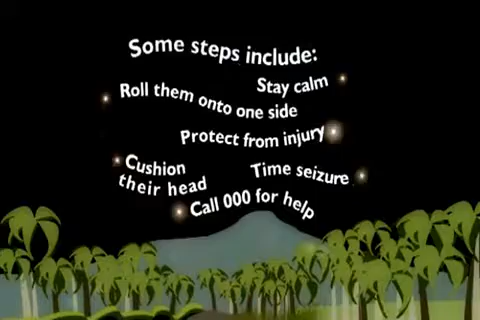 Some steps include:
Stay calm
Roll them onto one side
Protect from injury
Cushion
their head
Time seizure
Call 000 for help